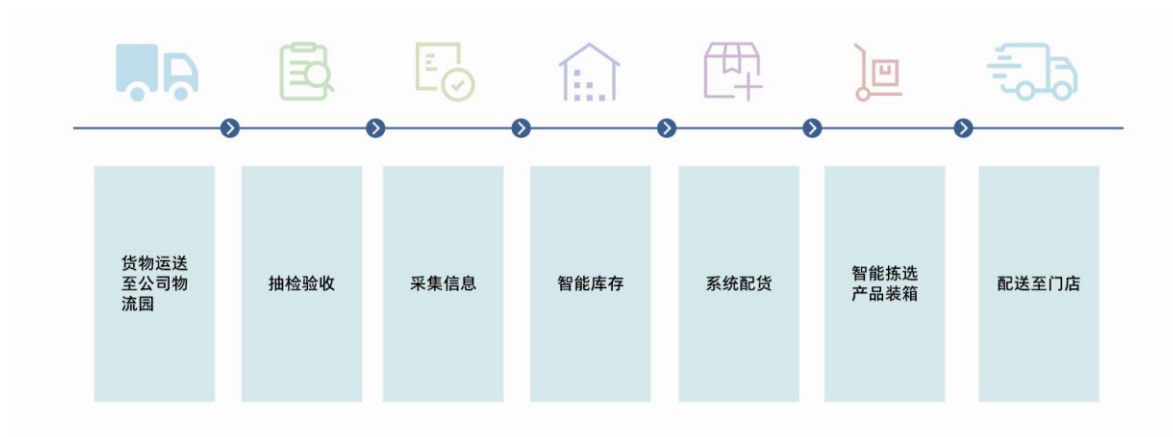 货物运送
至公司物
流园
抽检验收
采集信息
智能库存
系统配货
智能拣选
产品装箱
配送至门店